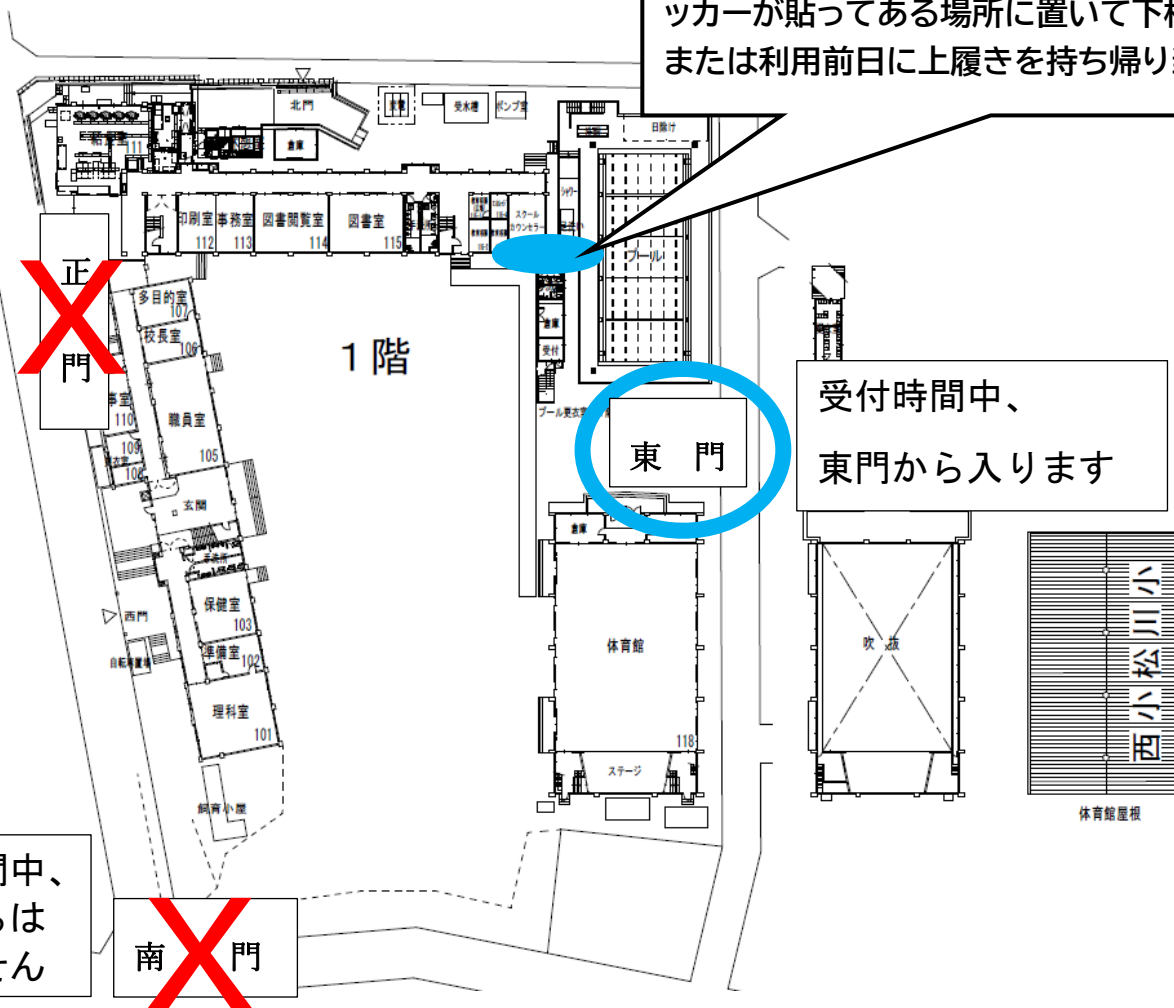 ッカーが貼ってある場所に置いて下
または利用前日に上履きを持ち帰り
北門
受水槽
ポンプ室
日除け
111
倉庫
シャワー
印刷室
112
事務室
113
図書閲覧室
114
図書室
115
スクール
カウンセラー
プール
正
門
多目的室
107
校長室
106
1階
倉庫
受付
事室
110
職員室
105
109
108
東 門
受付時間中、
東門から入ります
玄関
倉庫
西門
保健室
103
準備室
102
理科室
101
体育館
118
ステージ
吹 抜
西小松川小
体育館屋根
飼育小屋
間中、
らは
せん
南 門